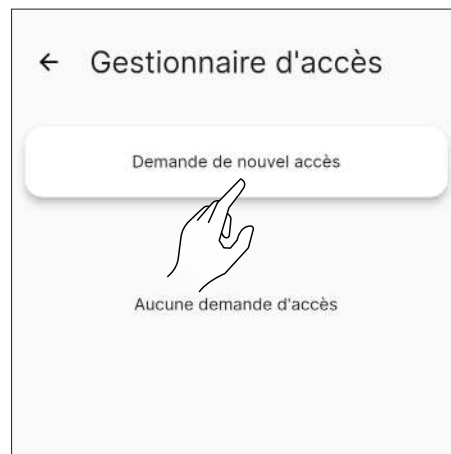 Gestionnaire d'accès
Demande de nouvel accès
Aucune demande d'accès